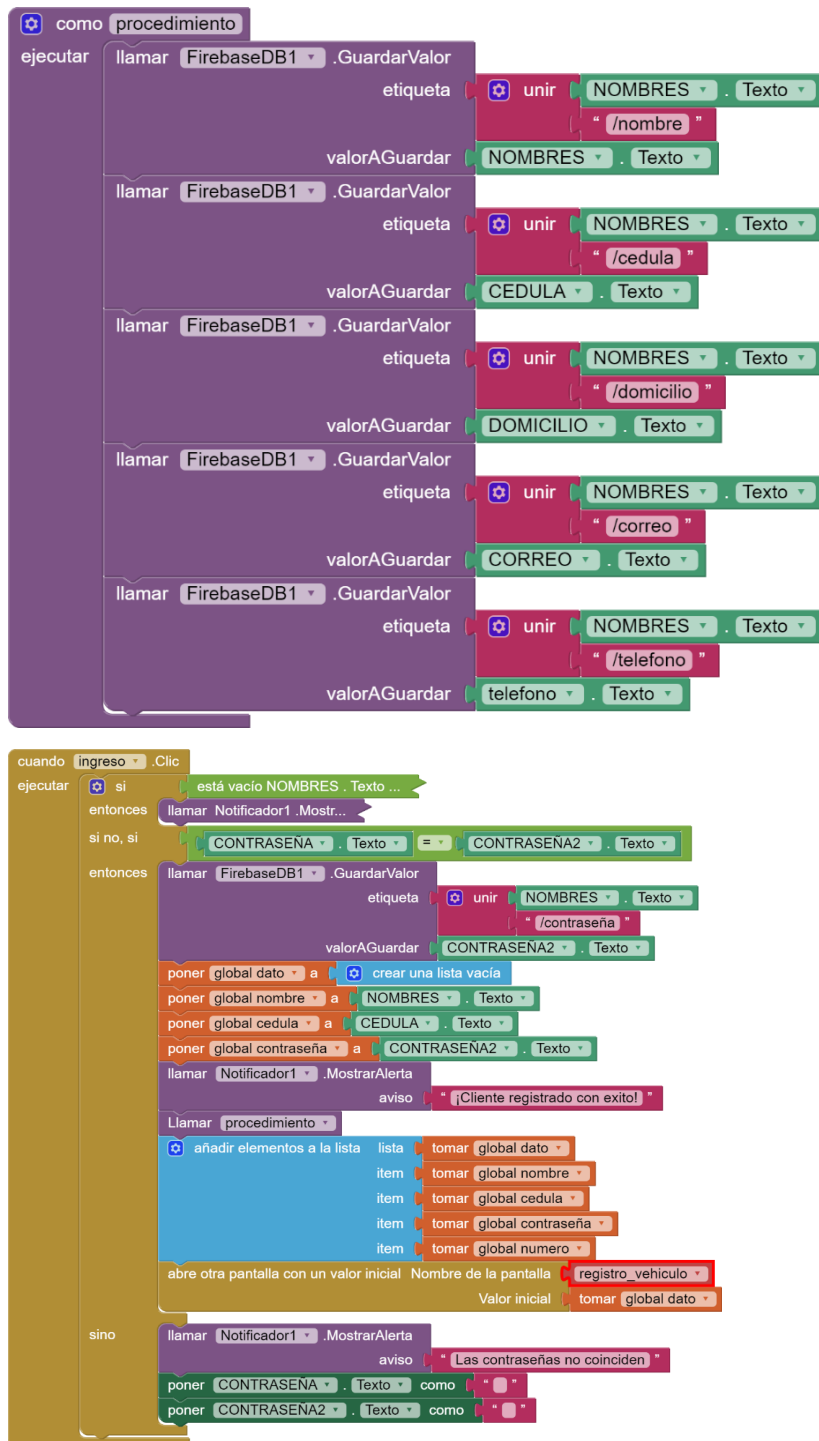 como procedimiento
ejecutar llamar FirebaseDB1 .GuardarValor
etiqueta unir NOMBRES . Texto
“ /nombre ”
valorAGuardar NOMBRES . Texto
llamar FirebaseDB1 .GuardarValor
etiqueta unir NOMBRES . Texto
“ /cedula ”
valorAGuardar CEDULA . Texto
llamar FirebaseDB1 .GuardarValor
etiqueta unir NOMBRES . Texto
“ /domicilio ”
valorAGuardar DOMICILIO . Texto
llamar FirebaseDB1 .GuardarValor
etiqueta unir NOMBRES . Texto
“ /correo ”
valorAGuardar CORREO . Texto
llamar FirebaseDB1 .GuardarValor
etiqueta unir NOMBRES . Texto
“ /telefono ”
valorAGuardar telefono . Texto
cuando ingreso .Clic
ejecutar si está vacío NOMBRES . Texto ...
entonces llamar Notificador1 .Mostr...
si no, si CONTRASEÑA . Texto = CONTRASEÑA2 . Texto
entonces llamar FirebaseDB1 .GuardarValor
etiqueta unir NOMBRES . Texto
“ /contraseña ”
valorAGuardar CONTRASEÑA2 . Texto
poner global dato a crear una lista vacía
poner global nombre a NOMBRES . Texto
poner global cedula a CEDULA . Texto
poner global contraseña a CONTRASEÑA2 . Texto
llamar Notificador1 .MostrarAlerta
aviso “ ¡Cliente registrado con exito! ”
Llamar procedimiento
añadir elementos a la lista lista tomar global dato
item tomar global nombre
item tomar global cedula
item tomar global contraseña
item tomar global numero
abre otra pantalla con un valor inicial Nombre de la pantalla registro_vehiculo
Valor inicial tomar global dato
sino llamar Notificador1 .MostrarAlerta
aviso “ Las contraseñas no coinciden ”
poner CONTRASEÑA . Texto como “ ”
poner CONTRASEÑA2 . Texto como “ ”